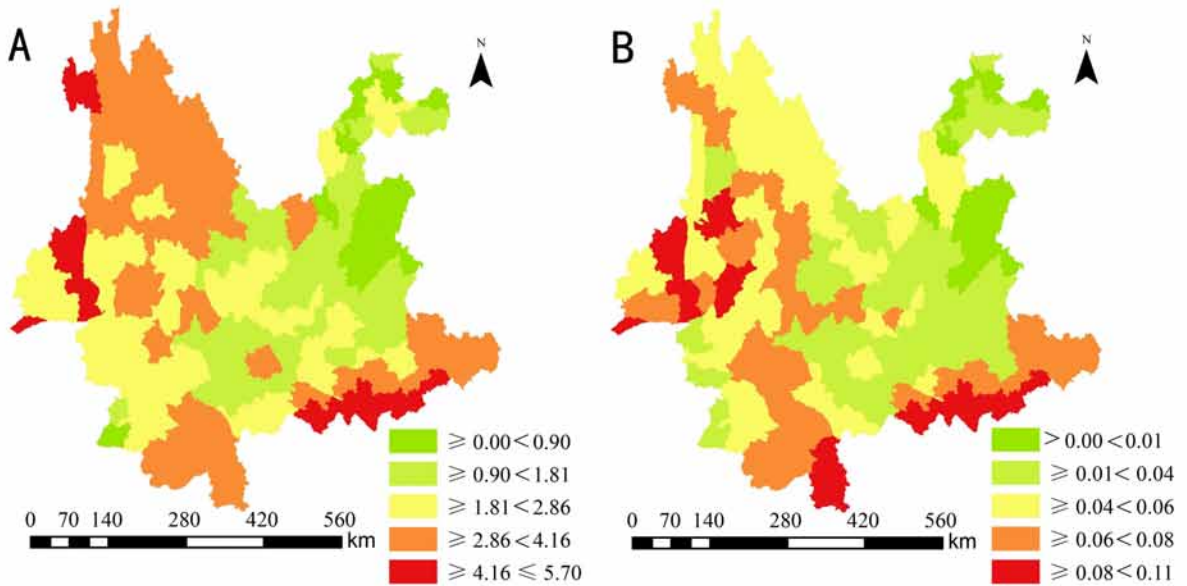 A
N
≥ 0.00<0.90
≥ 0.90<1.81
≥ 1.81<2.86
≥ 2.86<4.16
≥ 4.16 ≤ 5.70
0 70 140 280 420 560
km
B
N
> 0.00<0.01
≥ 0.01<0.04
≥ 0.04<0.06
≥ 0.06<0.08
≥ 0.08<0.11
0 70 140 280 420 560
km